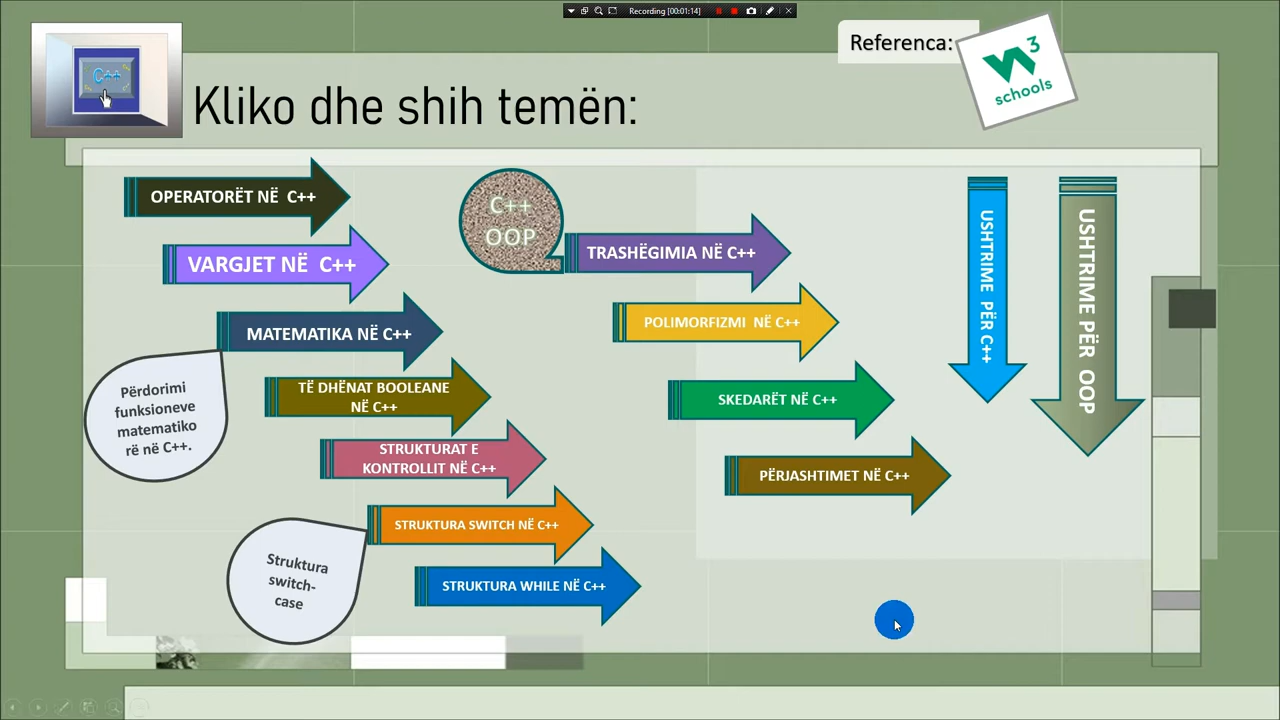 Recording [00:01:14]
Referenca:
W3
schools
C++
Kliko dhe shih temën:
OPERATORËT NË C++
VARGJET NË C++
MATEMATIKA NË C++
Përdorimi
funksioneve
matematiko
rë në C++.
TË DHËNAT BOOLEANE
NË C++
STRUKTURAT E
KONTROLLIT NË C++
STRUKTURA SWITCH NË C++
Struktura
switch-
case
STRUKTURA WHILE NË C++
C++
OOP
TRASHËGIMIA NË C++
POLIMORFIZMI NË C++
SKEDARËT NË C++
PËRJASHTIMET NË C++
USHTRIME PËR C++
USHTRIME PËR OOP